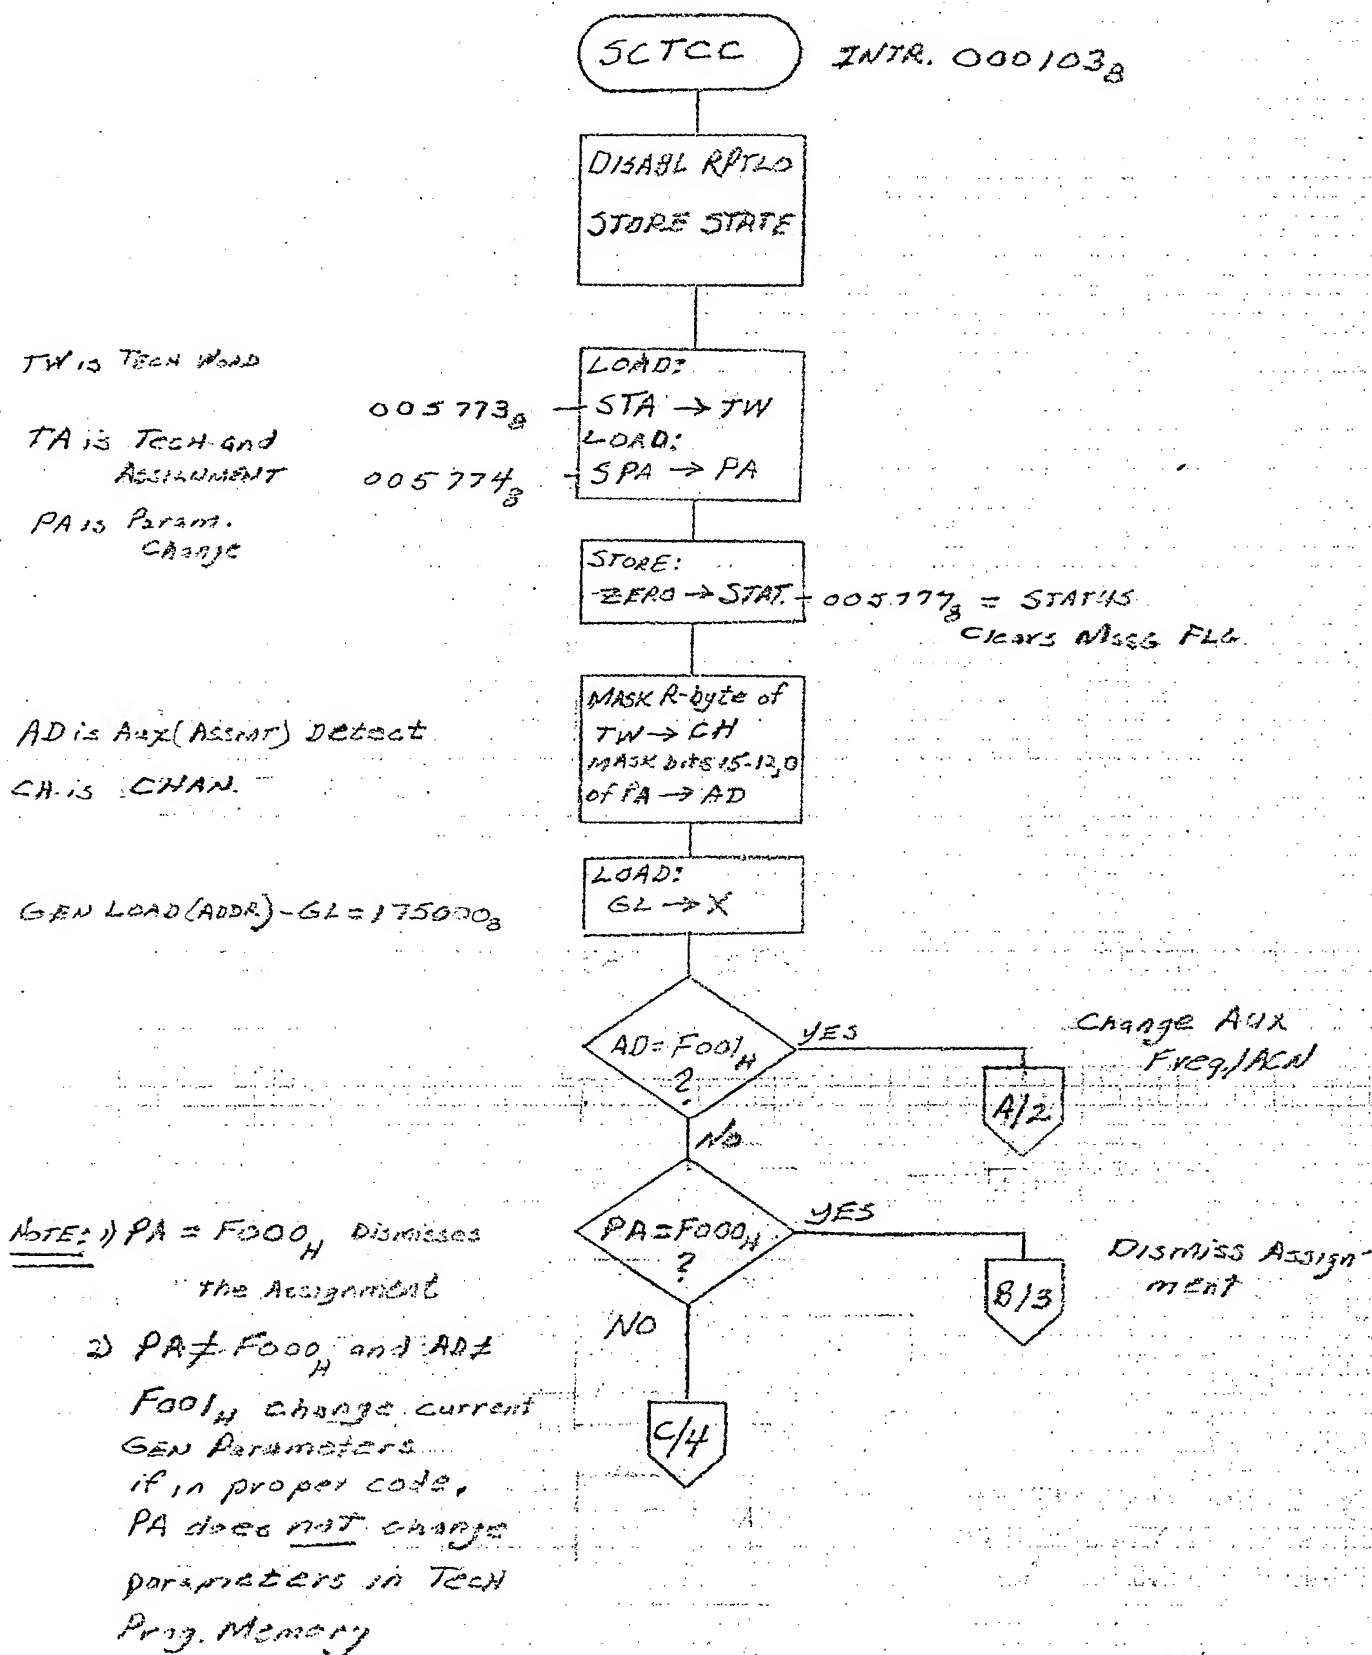 SCTCC INTR. 000103₈
DISABL RPTLO
STORE STATE
TW is TECH WORD
LOAD:
005773₈ STA → TW
TA is TECH and
ASSIGNMENT
LOAD:
005774₈ SPA → PA
PA is Param.
Change
STORE:
ZERO → STAT. 005777₈ = STATUS
Clears MssG FLG.
MASK R-byte of
TW → CH
MASK bits 15-12,0
of PA → AD
AD is Aux(Assmt) Detect
CH is CHAN.
LOAD:
GL → X
GEN LOAD(ADDR)-GL = 175000₈
AD = F001H
?
YES
Change AUX
Freq/ACN
A/2
No
NOTE: 1) PA = F000H Dismisses
the Assignment
PA = F000H
?
YES
Dismiss Assign-
ment
B/3
NO
2) PA ≠ F000H and AD ≠
F001H change current
GEN Parameters
if in proper code,
PA does not change
parameters in TECH
Prog. Memory
C/4